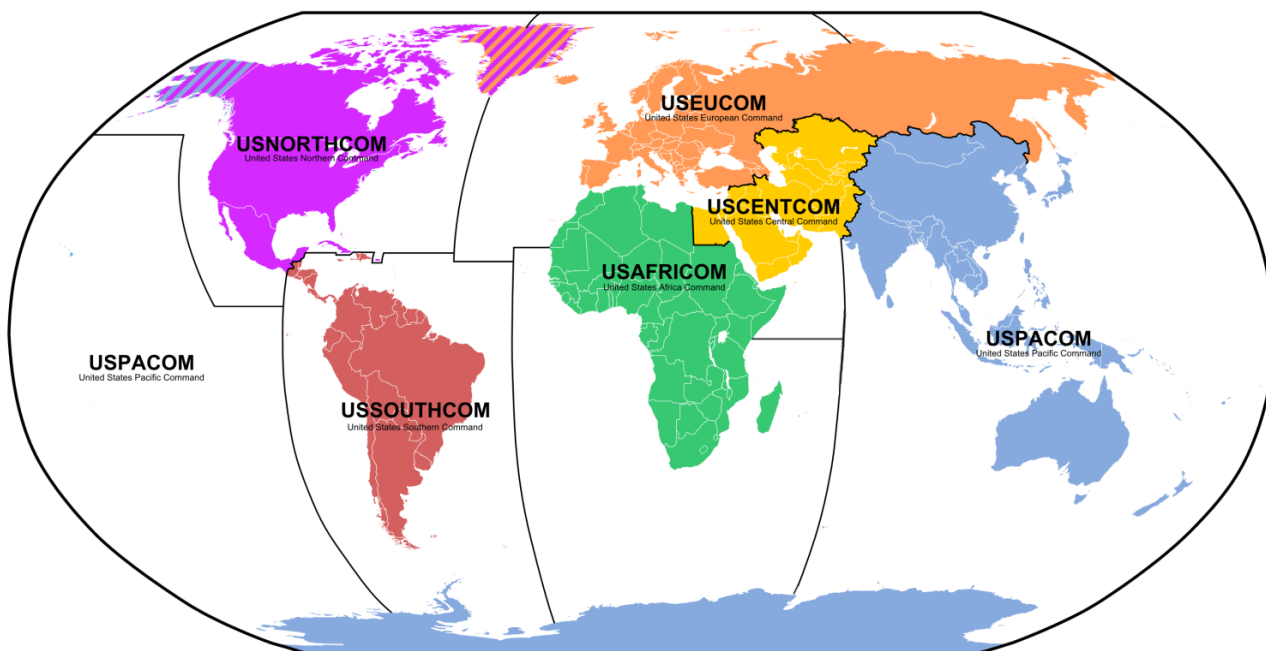 USEUCOM
United States European Command
USNORTHCOM
United States Northern Command
USCENTCOM
United States Central Command
USAFRICOM
United States Africa Command
USPACOM
United States Pacific Command
USPACOM
United States Pacific Command
USSOUTHCOM
United States Southern Command